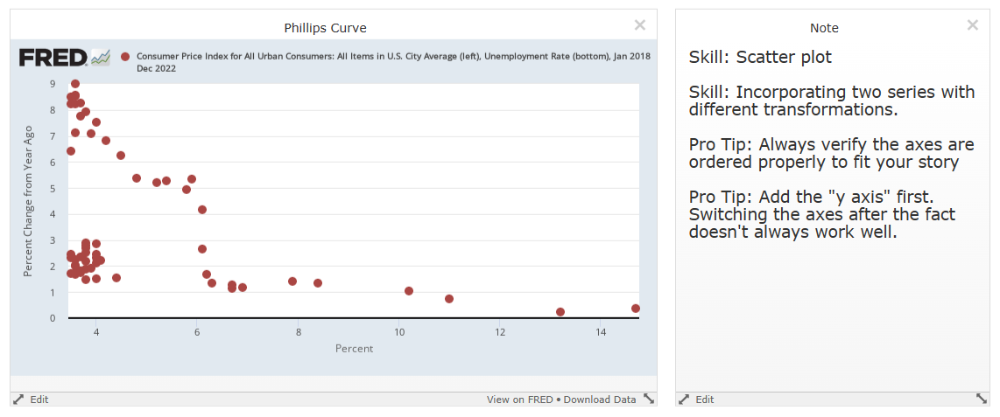 Phillips Curve
FRED
Consumer Price Index for All Urban Consumers: All Items in U.S. City Average (left), Unemployment Rate (bottom), Jan 2018
Dec 2022
Percent Change from Year Ago
9
8
7
6
5
4
3
2
1
0
4 6 8 10 12 14
Percent
Edit
View on FRED • Download Data
Note
Skill: Scatter plot
Skill: Incorporating two series with
different transformations.
Pro Tip: Always verify the axes are
ordered properly to fit your story
Pro Tip: Add the "y axis" first.
Switching the axes after the fact
doesn't always work well.
Edit